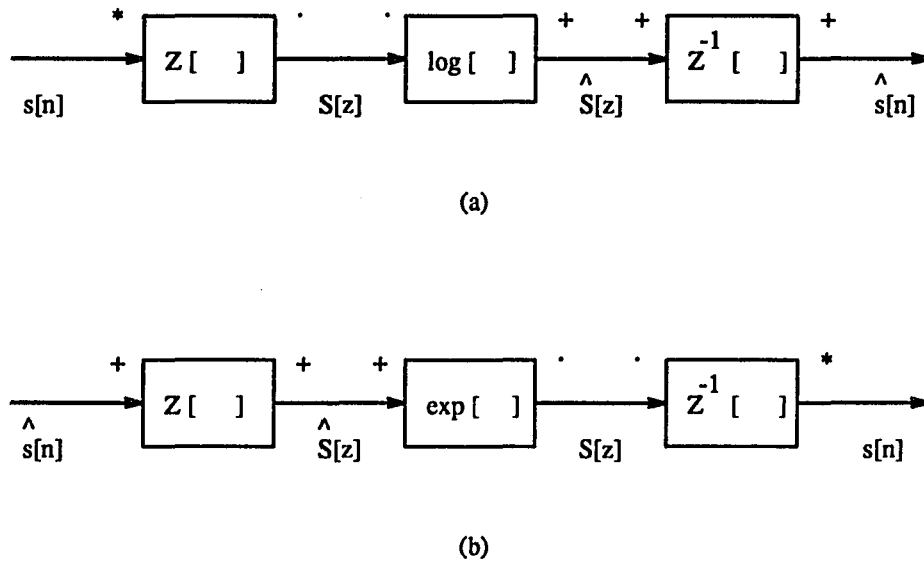 * · · + + +
Z [ ] log [ ] Z^-1 [ ]
s[n] S[z] Ŝ[z] ŝ[n]
(a)
+ + + · · *
Z [ ] exp [ ] Z^-1 [ ]
ŝ[n] Ŝ[z] S[z] s[n]
(b)